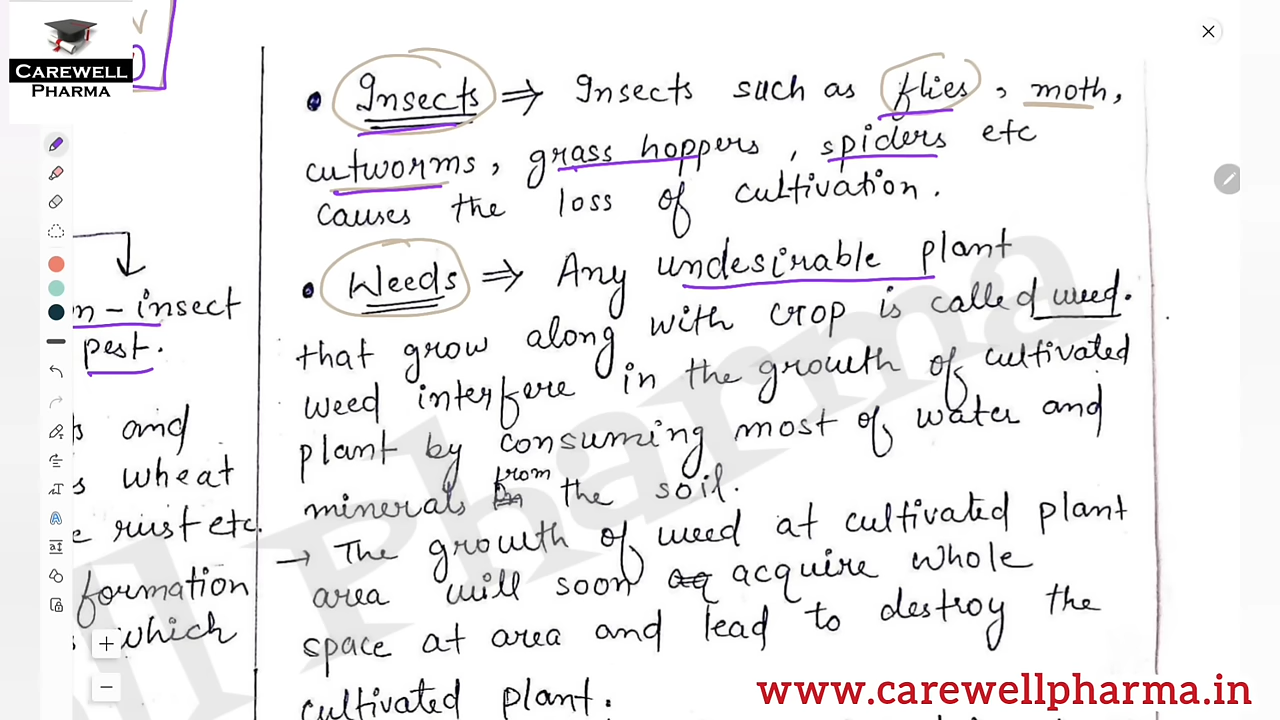 CAREWELL
PHARMA
n-insect
pest.
and
s wheat
e rust etc.
formation
which
• Insects ⇒ Insects such as flies, moth,
cutworms, grass hoppers, spiders etc
causes the loss of cultivation.
• Weeds ⇒ Any undesirable plant
that grow along with crop is called weed.
weed interfere in the growth of cultivated
plant by consuming most of water and
minerals from the soil.
→ The growth of weed at cultivated plant
area will soon acquire whole
space at area and lead to destroy the
cultivated plant.
Pharma
www.carewellpharma.in